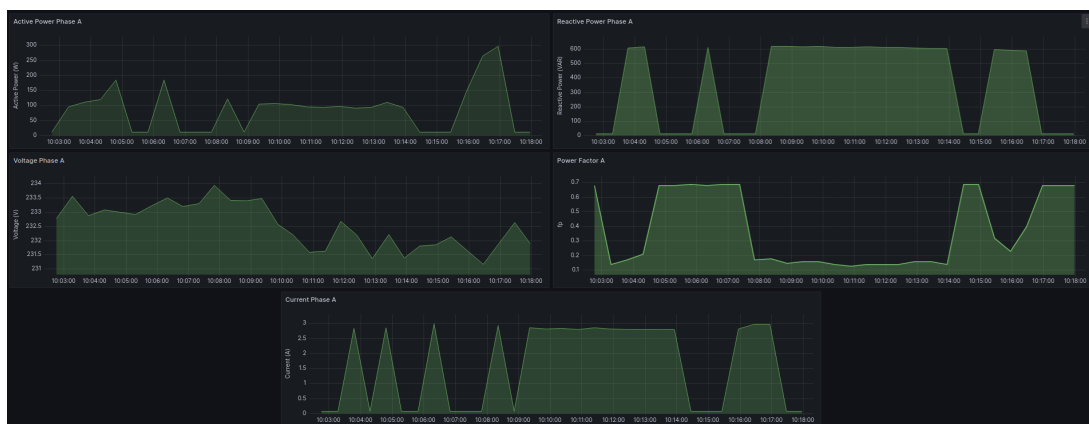 Active Power Phase A
Active Power (W)
300
250
200
150
100
50
0
10:03:00 10:04:00 10:05:00 10:06:00 10:07:00 10:08:00 10:09:00 10:10:00 10:11:00 10:12:00 10:13:00 10:14:00 10:15:00 10:16:00 10:17:00 10:18:00
Reactive Power Phase A
Reactive Power (VAR)
600
500
400
300
200
100
0
10:03:00 10:04:00 10:05:00 10:06:00 10:07:00 10:08:00 10:09:00 10:10:00 10:11:00 10:12:00 10:13:00 10:14:00 10:15:00 10:16:00 10:17:00 10:18:00
Voltage Phase A
Voltage (V)
234
233.5
233
232.5
232
231.5
231
10:03:00 10:04:00 10:05:00 10:06:00 10:07:00 10:08:00 10:09:00 10:10:00 10:11:00 10:12:00 10:13:00 10:14:00 10:15:00 10:16:00 10:17:00 10:18:00
Power Factor A
fp
0.7
0.6
0.5
0.4
0.3
0.2
0.1
10:03:00 10:04:00 10:05:00 10:06:00 10:07:00 10:08:00 10:09:00 10:10:00 10:11:00 10:12:00 10:13:00 10:14:00 10:15:00 10:16:00 10:17:00 10:18:00
Current Phase A
Current (A)
3
2.5
2
1.5
1
0.5
0
10:03:00 10:04:00 10:05:00 10:06:00 10:07:00 10:08:00 10:09:00 10:10:00 10:11:00 10:12:00 10:13:00 10:14:00 10:15:00 10:16:00 10:17:00 10:18:00